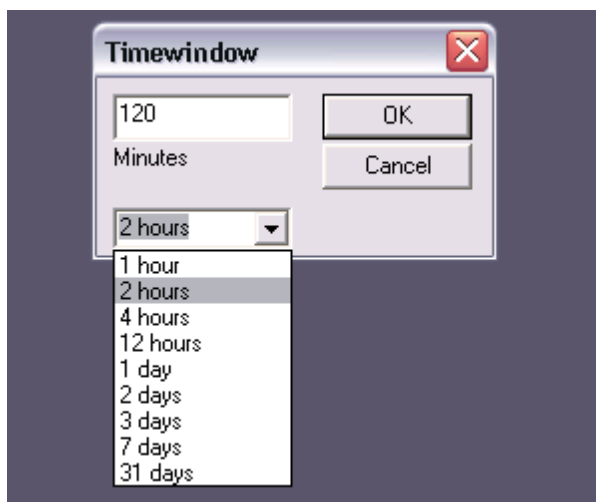 Timewindow
120
OK
Minutes
Cancel
2 hours
1 hour
2 hours
4 hours
12 hours
1 day
2 days
3 days
7 days
31 days